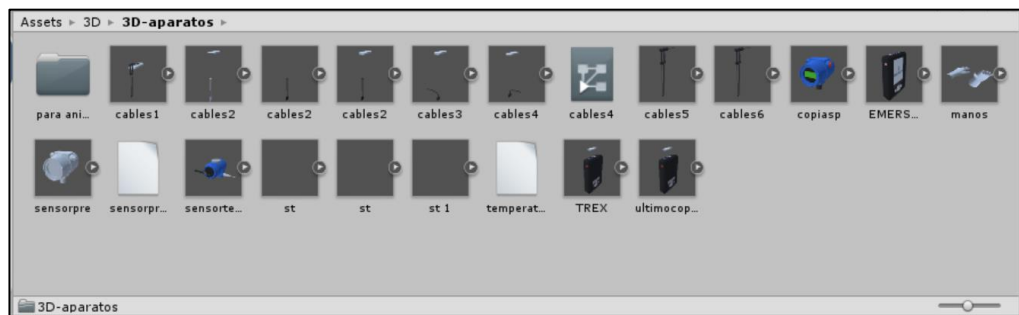 Assets ▸ 3D ▸ 3D-aparatos ▸
para ani... cables1 cables2 cables2 cables2 cables3 cables4 cables4 cables5 cables6 copiasp EMERS... manos
sensorpre sensorpr... sensorte... st st st 1 temperat... TREX ultimocop...
3D-aparatos